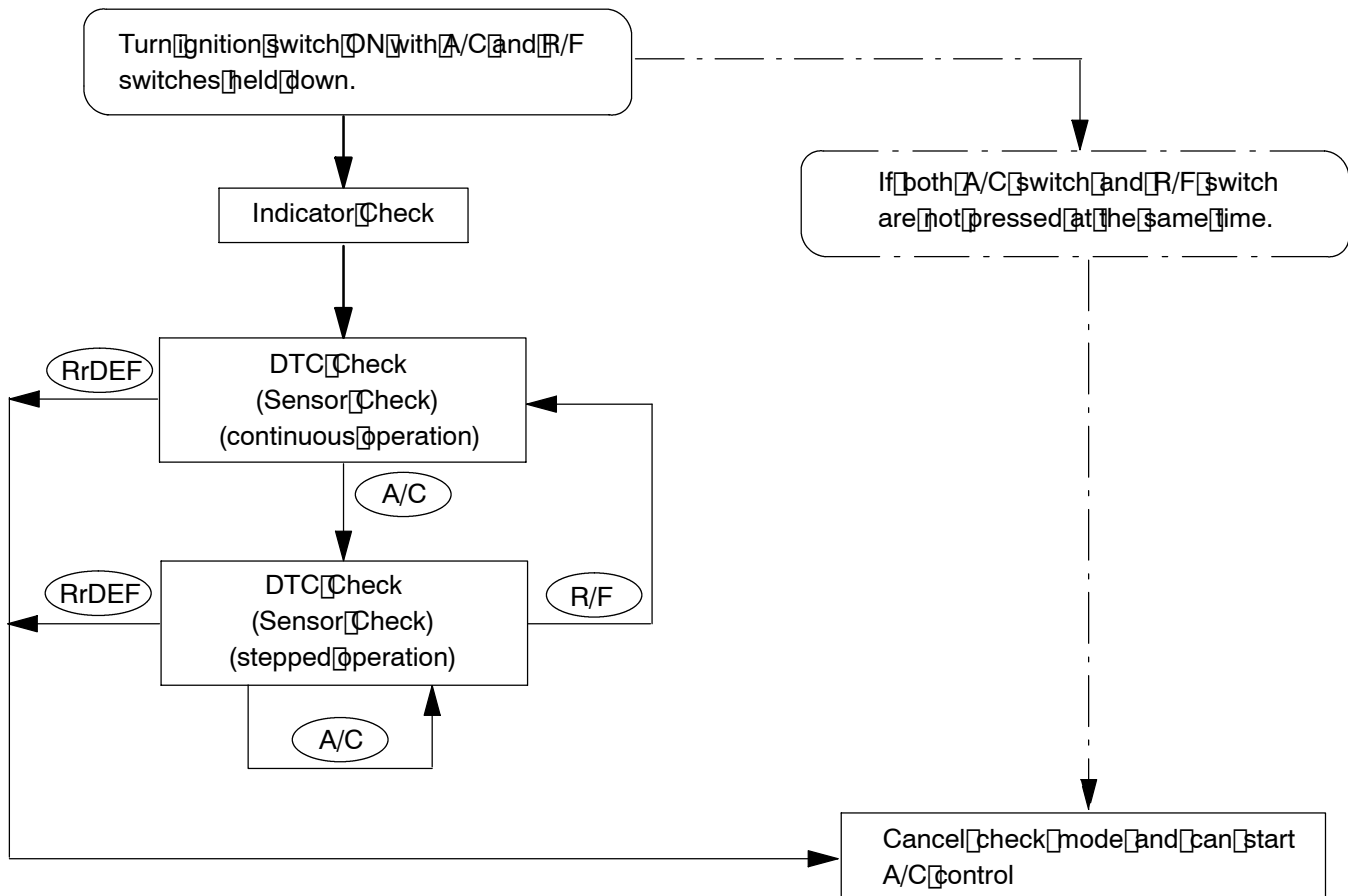 Turn ignition switch ON with A/C and R/F
switches held down.
If both A/C switch and R/F switch
are not pressed at the same time.
Indicator Check
RrDEF
DTC Check
(Sensor Check)
(continuous operation)
A/C
RrDEF
DTC Check
(Sensor Check)
(stepped operation)
R/F
A/C
Cancel check mode and can start
A/C control